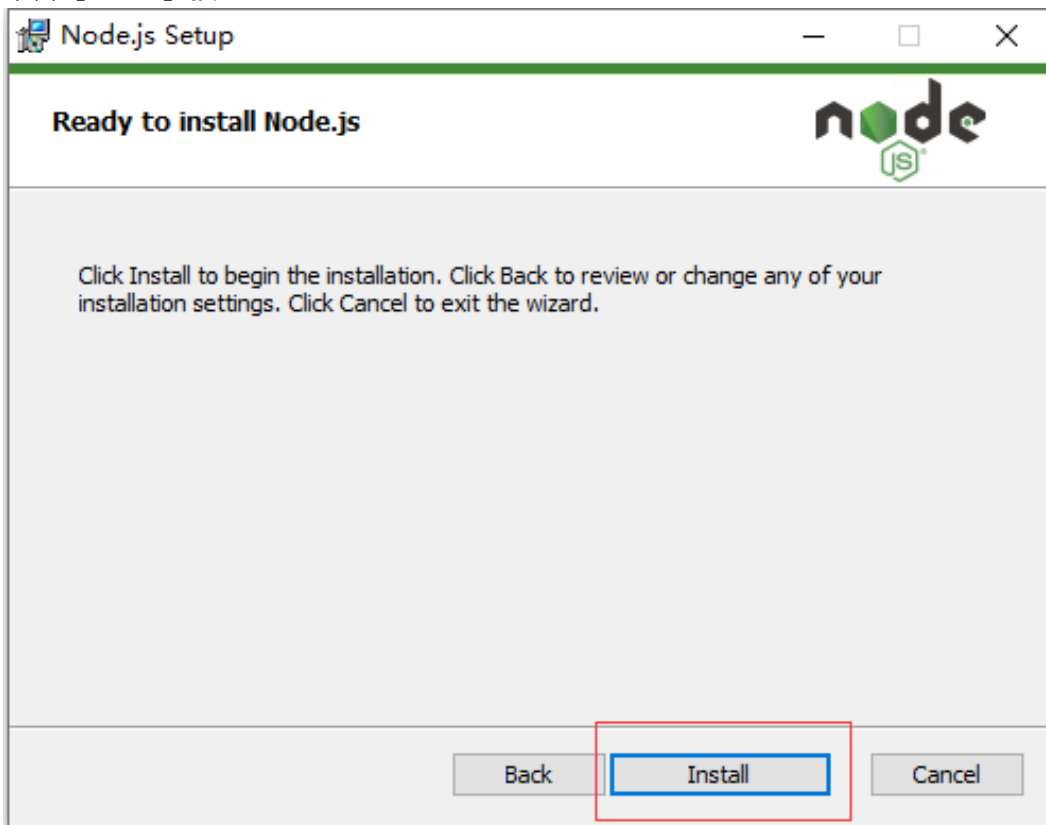 Node.js Setup
Ready to install Node.js
node
JS
Click Install to begin the installation. Click Back to review or change any of your
installation settings. Click Cancel to exit the wizard.
Back
Install
Cancel